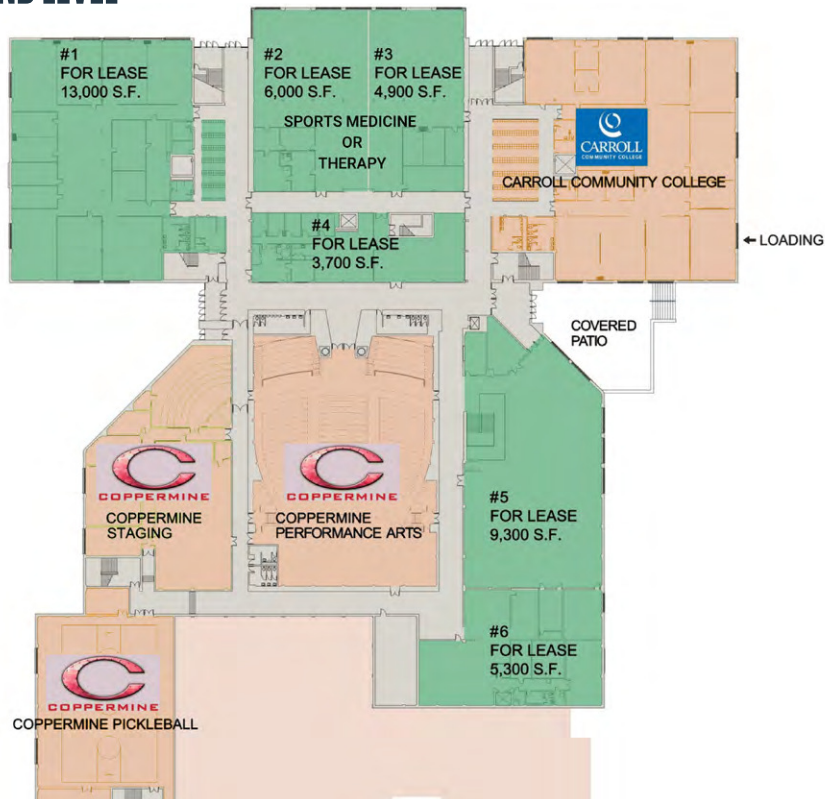 #1
FOR LEASE
13,000 S.F.
#2
FOR LEASE
6,000 S.F.
#3
FOR LEASE
4,900 S.F.
SPORTS MEDICINE
OR
THERAPY
CARROLL
COMMUNITY COLLEGE
CARROLL COMMUNITY COLLEGE
#4
FOR LEASE
3,700 S.F.
LOADING
COVERED
PATIO
COPPERMINE
COPPERMINE
STAGING
COPPERMINE
COPPERMINE
PERFORMANCE ARTS
#5
FOR LEASE
9,300 S.F.
#6
FOR LEASE
5,300 S.F.
COPPERMINE
COPPERMINE PICKLEBALL